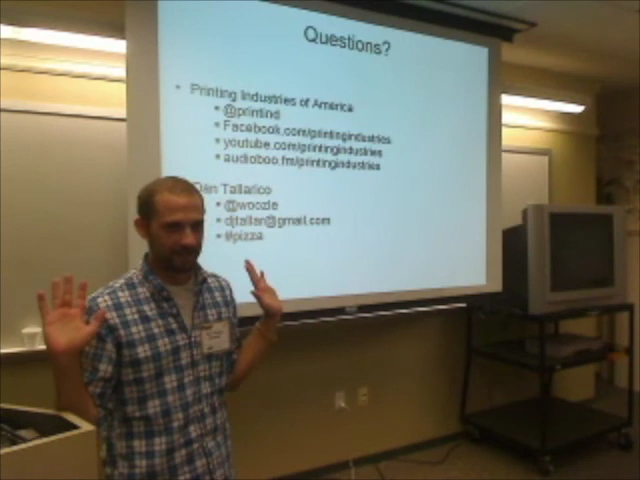 Questions?
• Printing Industries of America
• @printind
• Facebook.com/printingindustries
• youtube.com/printingindustries
• audioboo.fm/printingindustries
Dan Tallarico
• @woozle
• djtallar@gmail.com
• #pizza